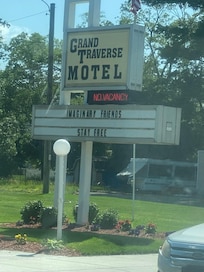 GRAND
TRAVERSE
MOTEL
NO VACANCY
IMAGINARY FRIENDS
STAY FREE